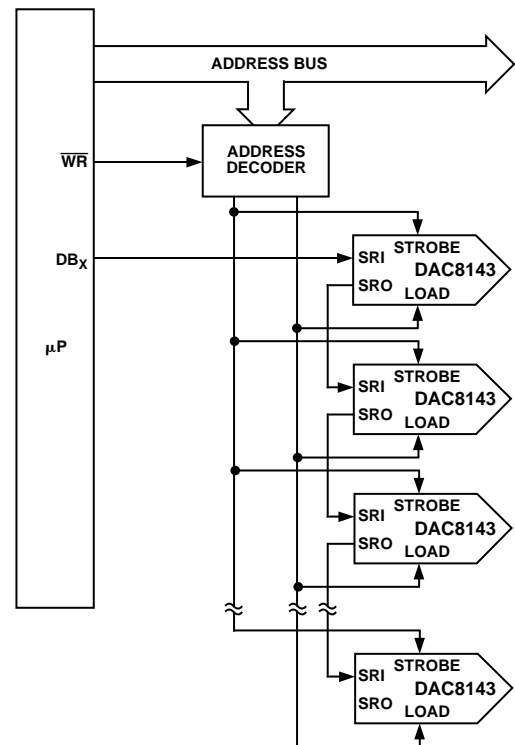 ADDRESS BUS
ADDRESS
DECODER
WR
DBX
μP
STROBE
SRI
DAC8143
SRO
LOAD
STROBE
SRI
DAC8143
SRO
LOAD
STROBE
SRI
DAC8143
SRO
LOAD
STROBE
SRI
DAC8143
SRO
LOAD